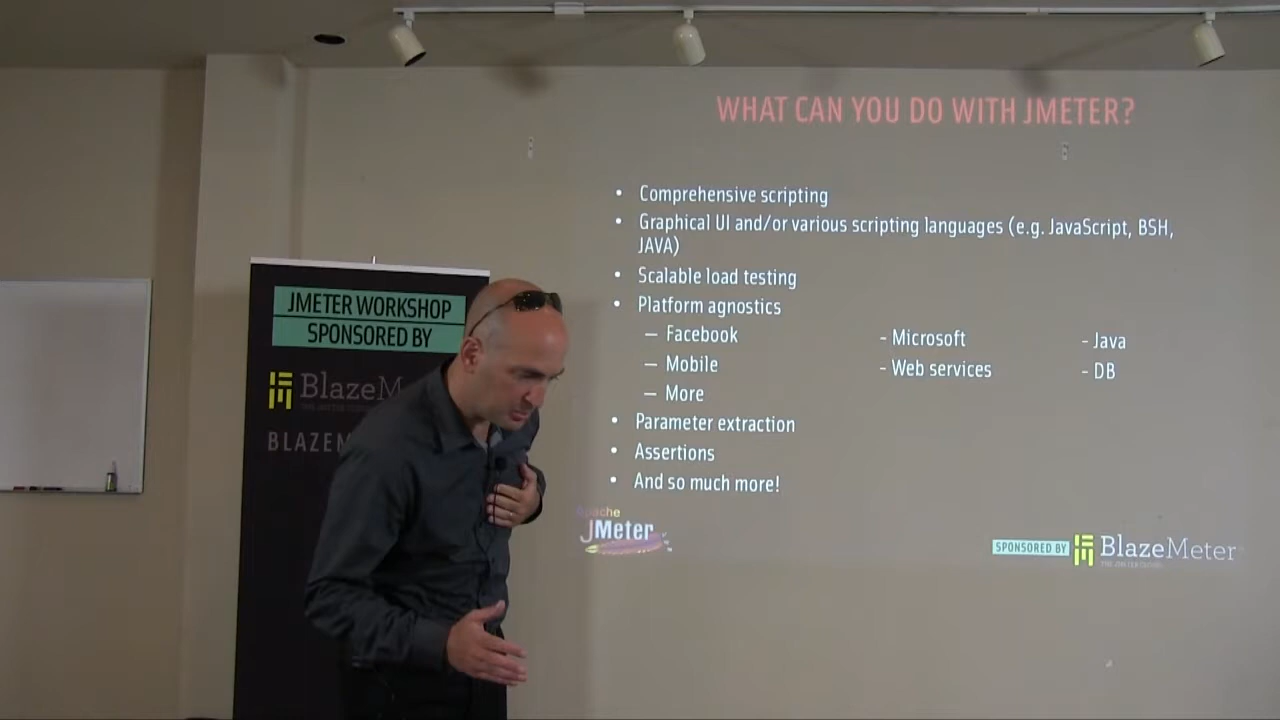 WHAT CAN YOU DO WITH JMETER?
• Comprehensive scripting
• Graphical UI and/or various scripting languages (e.g. JavaScript, BSH,
JAVA)
• Scalable load testing
• Platform agnostics
– Facebook - Microsoft - Java
– Mobile - Web services - DB
– More
• Parameter extraction
• Assertions
• And so much more!
Apache
JMeter
SPONSORED BY BlazeMeter
JMETER WORKSHOP
SPONSORED BY
BlazeM
BLAZEM